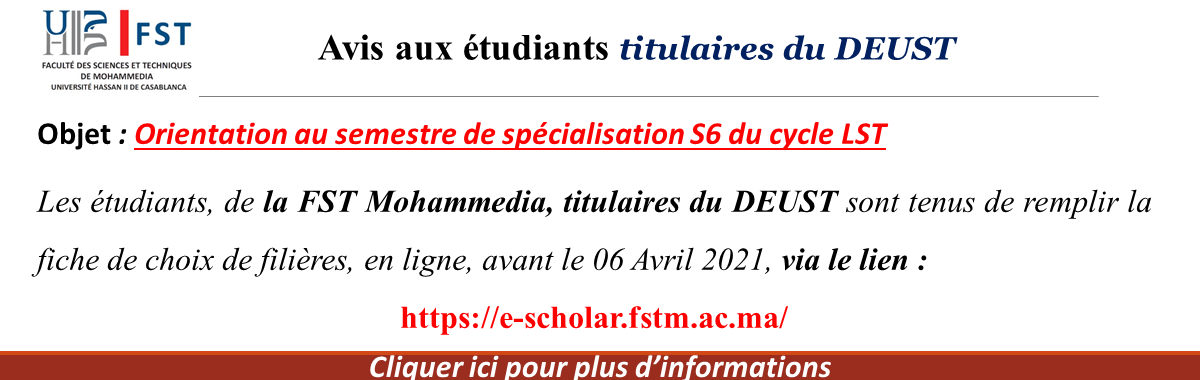 UH2C FST
Avis aux étudiants titulaires du DEUST
FACULTÉ DES SCIENCES ET TECHNIQUES
DE MOHAMMEDIA
UNIVERSITÉ HASSAN II DE CASABLANCA
Objet : Orientation au semestre de spécialisation S6 du cycle LST
Les étudiants, de la FST Mohammedia, titulaires du DEUST sont tenus de remplir la
fiche de choix de filières, en ligne, avant le 06 Avril 2021, via le lien :
https://e-scholar.fstm.ac.ma/
Cliquer ici pour plus d’informations